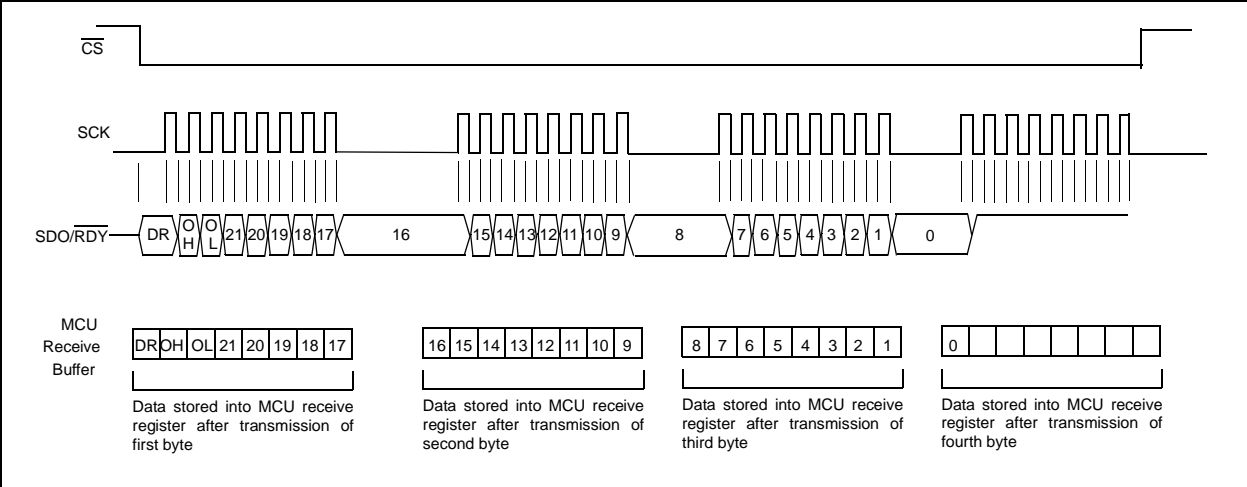 CS
SCK
SDO/RDY DR OH OL 21 20 19 18 17 16 15 14 13 12 11 10 9 8 7 6 5 4 3 2 1 0
MCU
Receive
Buffer
DR OH OL 21 20 19 18 17
16 15 14 13 12 11 10 9
8 7 6 5 4 3 2 1
0
Data stored into MCU receive
register after transmission of
first byte
Data stored into MCU receive
register after transmission of
second byte
Data stored into MCU receive
register after transmission of
third byte
Data stored into MCU receive
register after transmission of
fourth byte